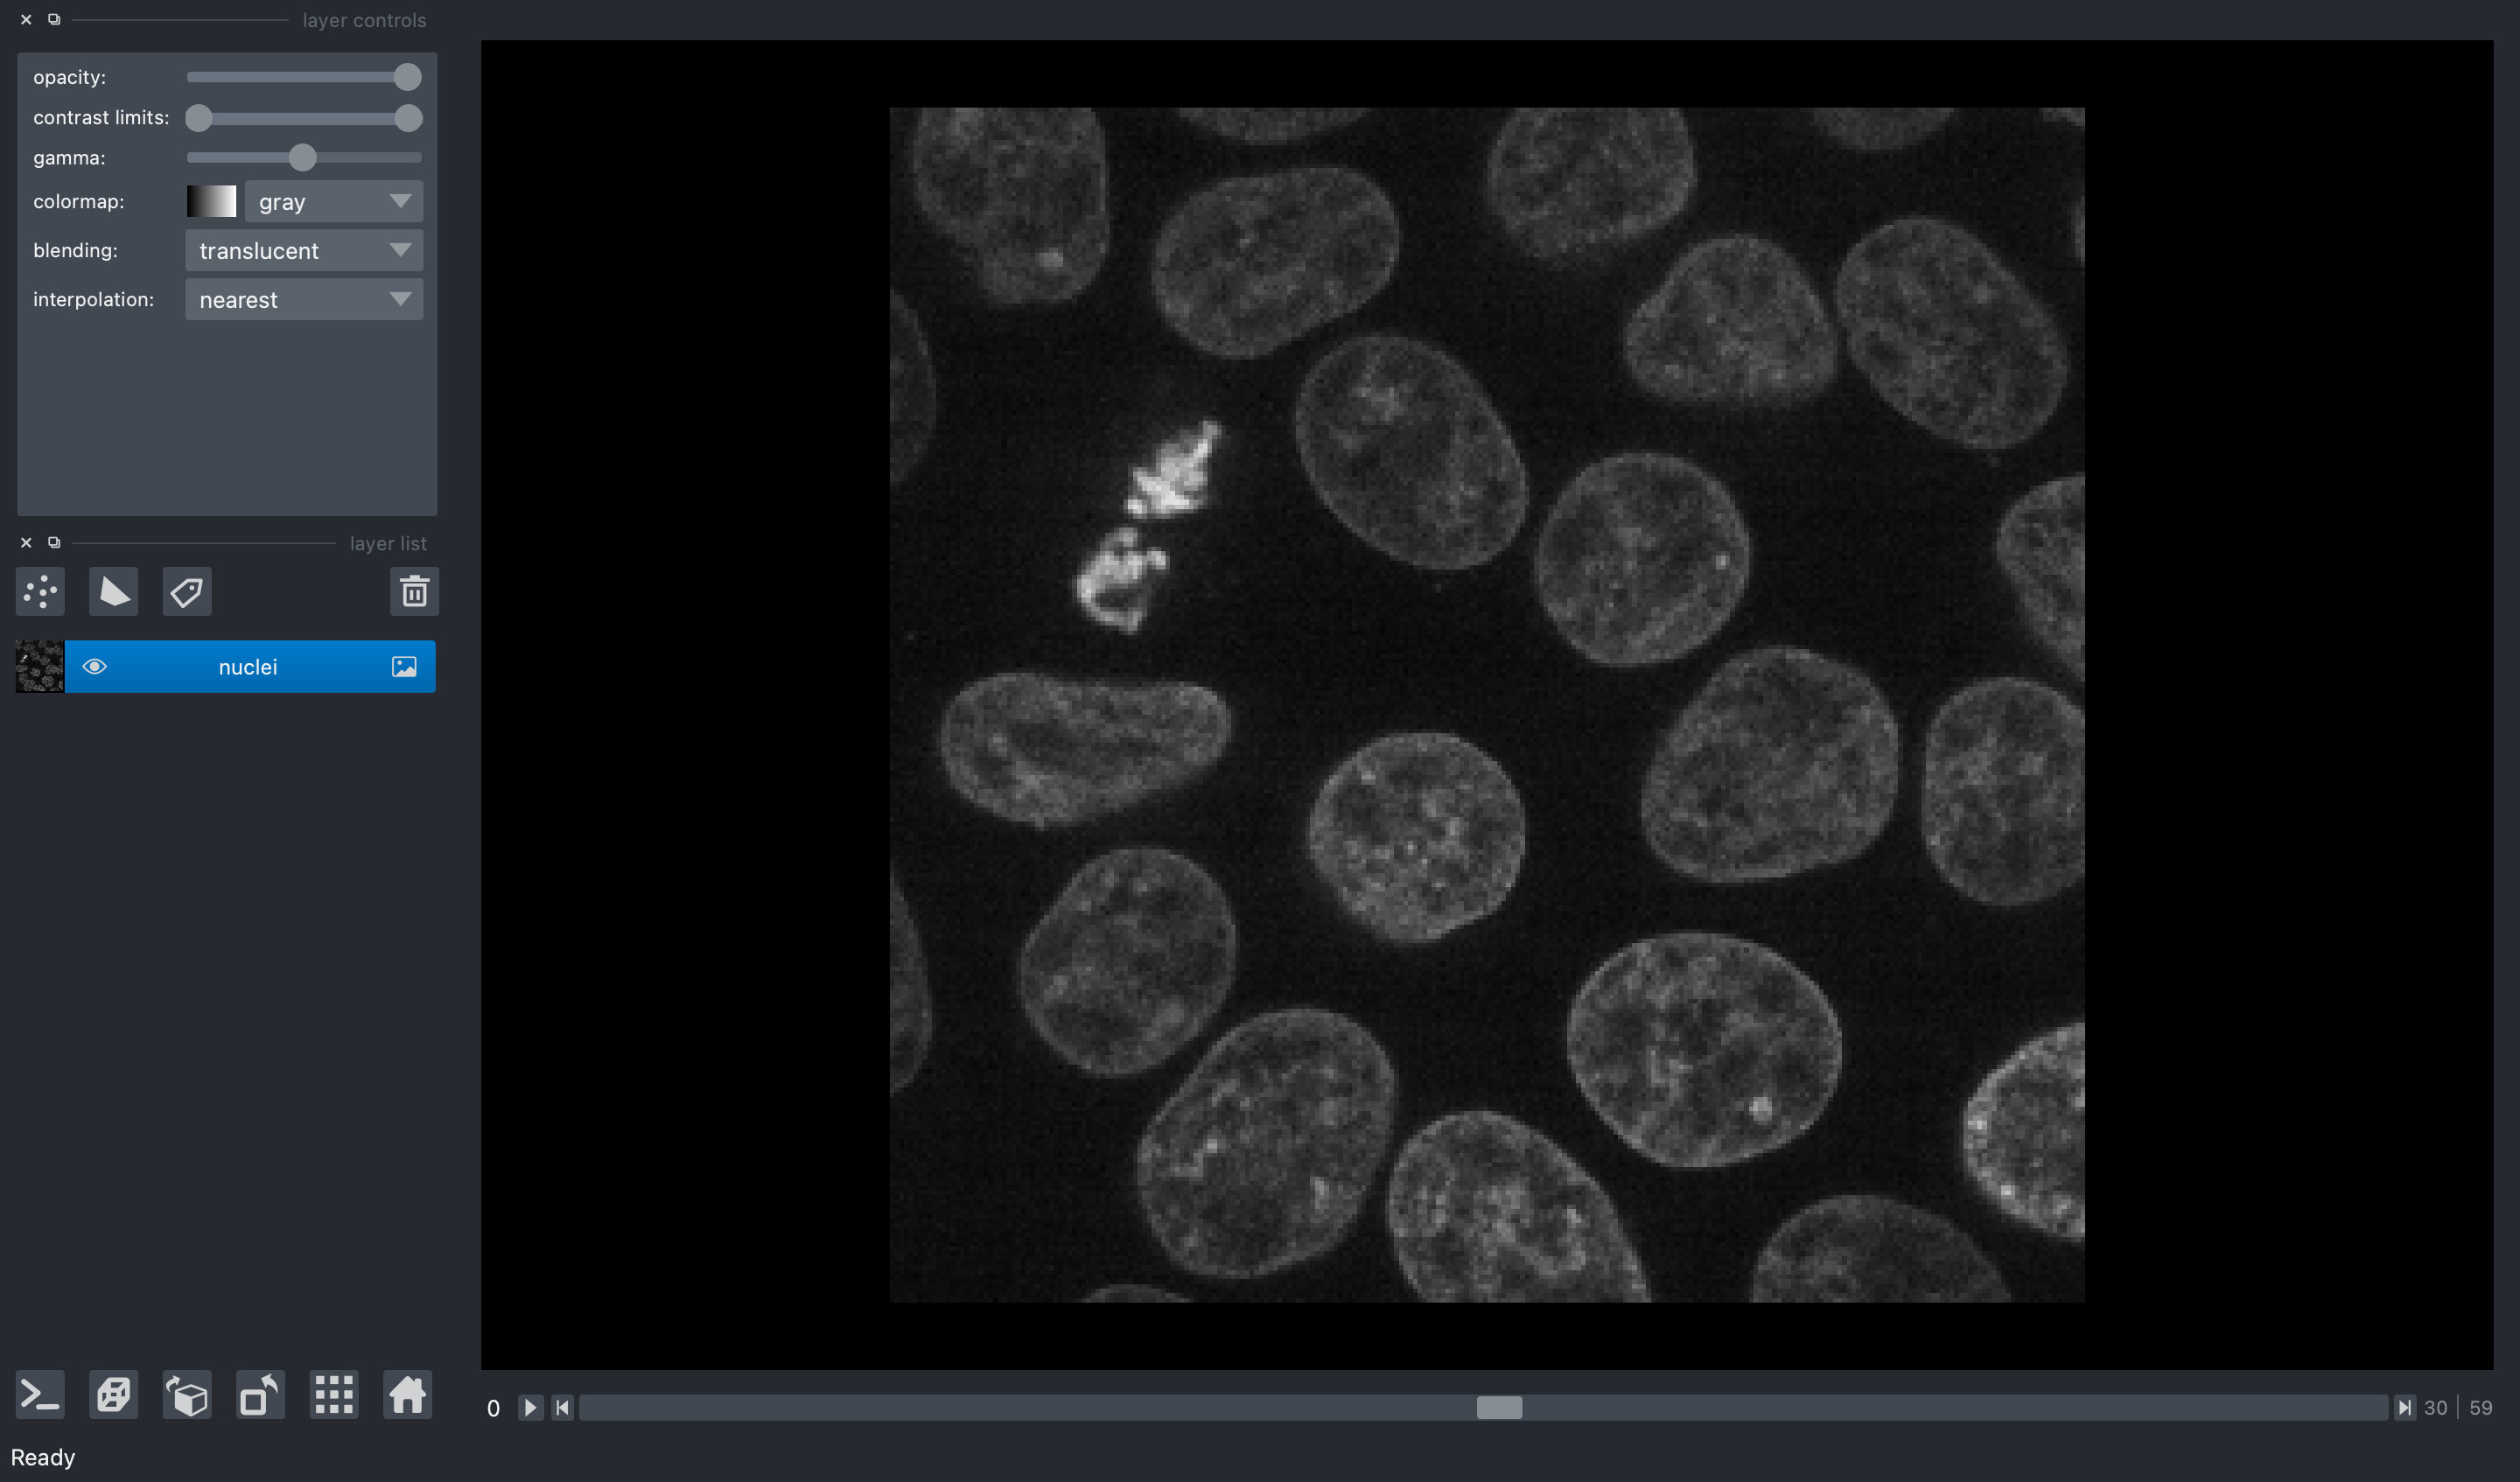 layer controls
opacity:
contrast limits:
gamma:
colormap: gray
blending: translucent
interpolation: nearest
layer list
nuclei
0 30 59
Ready